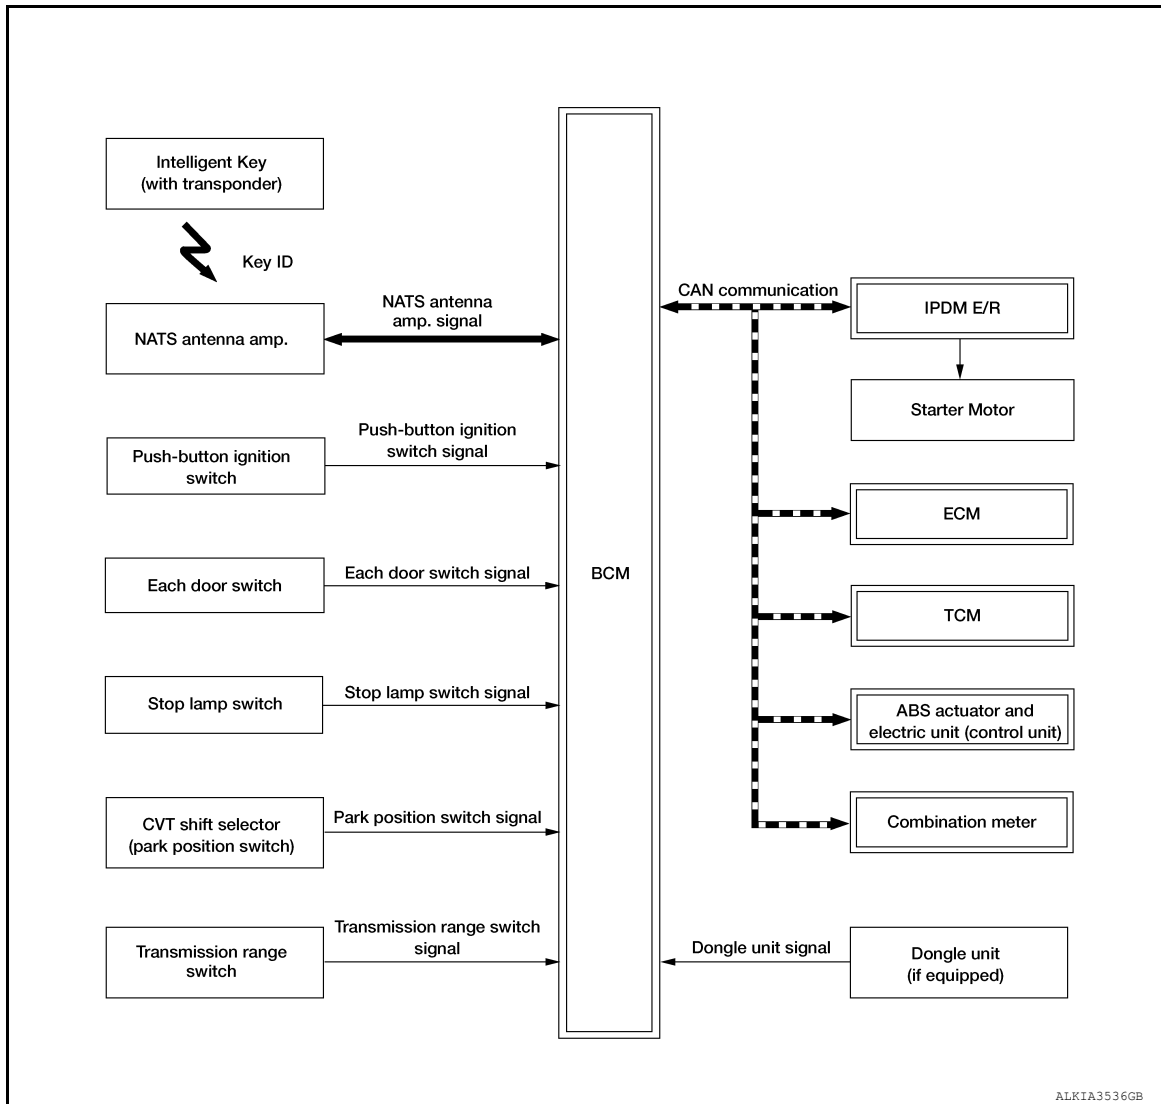 Intelligent Key
(with transponder)
Key ID
NATS antenna amp.
NATS antenna
amp. signal
Push-button ignition
switch
Push-button ignition
switch signal
Each door switch
Each door switch signal
Stop lamp switch
Stop lamp switch signal
CVT shift selector
(park position switch)
Park position switch signal
Transmission range
switch
Transmission range switch
signal
BCM
CAN communication
IPDM E/R
Starter Motor
ECM
TCM
ABS actuator and
electric unit (control unit)
Combination meter
Dongle unit signal
Dongle unit
(if equipped)
ALKIA3536GB